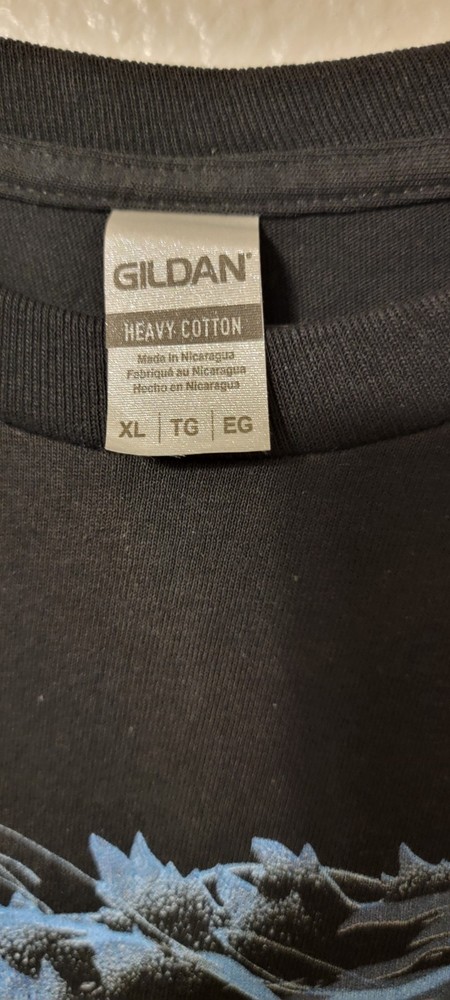 GILDAN®
HEAVY COTTON
Made in Nicaragua
Fabriqué au Nicaragua
Hecho en Nicaragua
XL | TG | EG